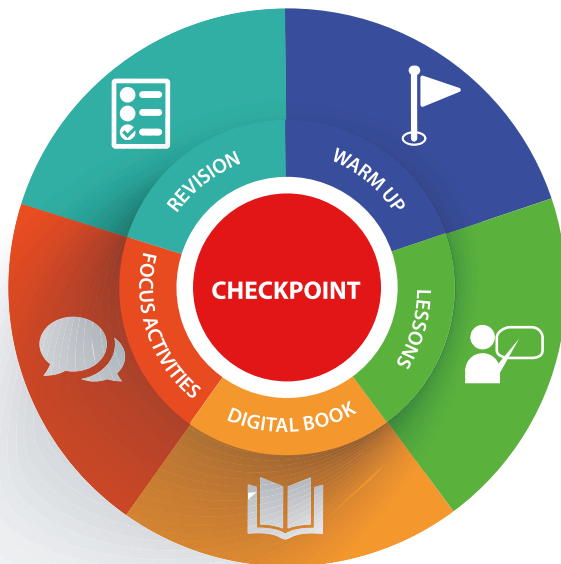 WARM UP
LESSONS
DIGITAL BOOK
FOCUS ACTIVITIES
REVISION
CHECKPOINT